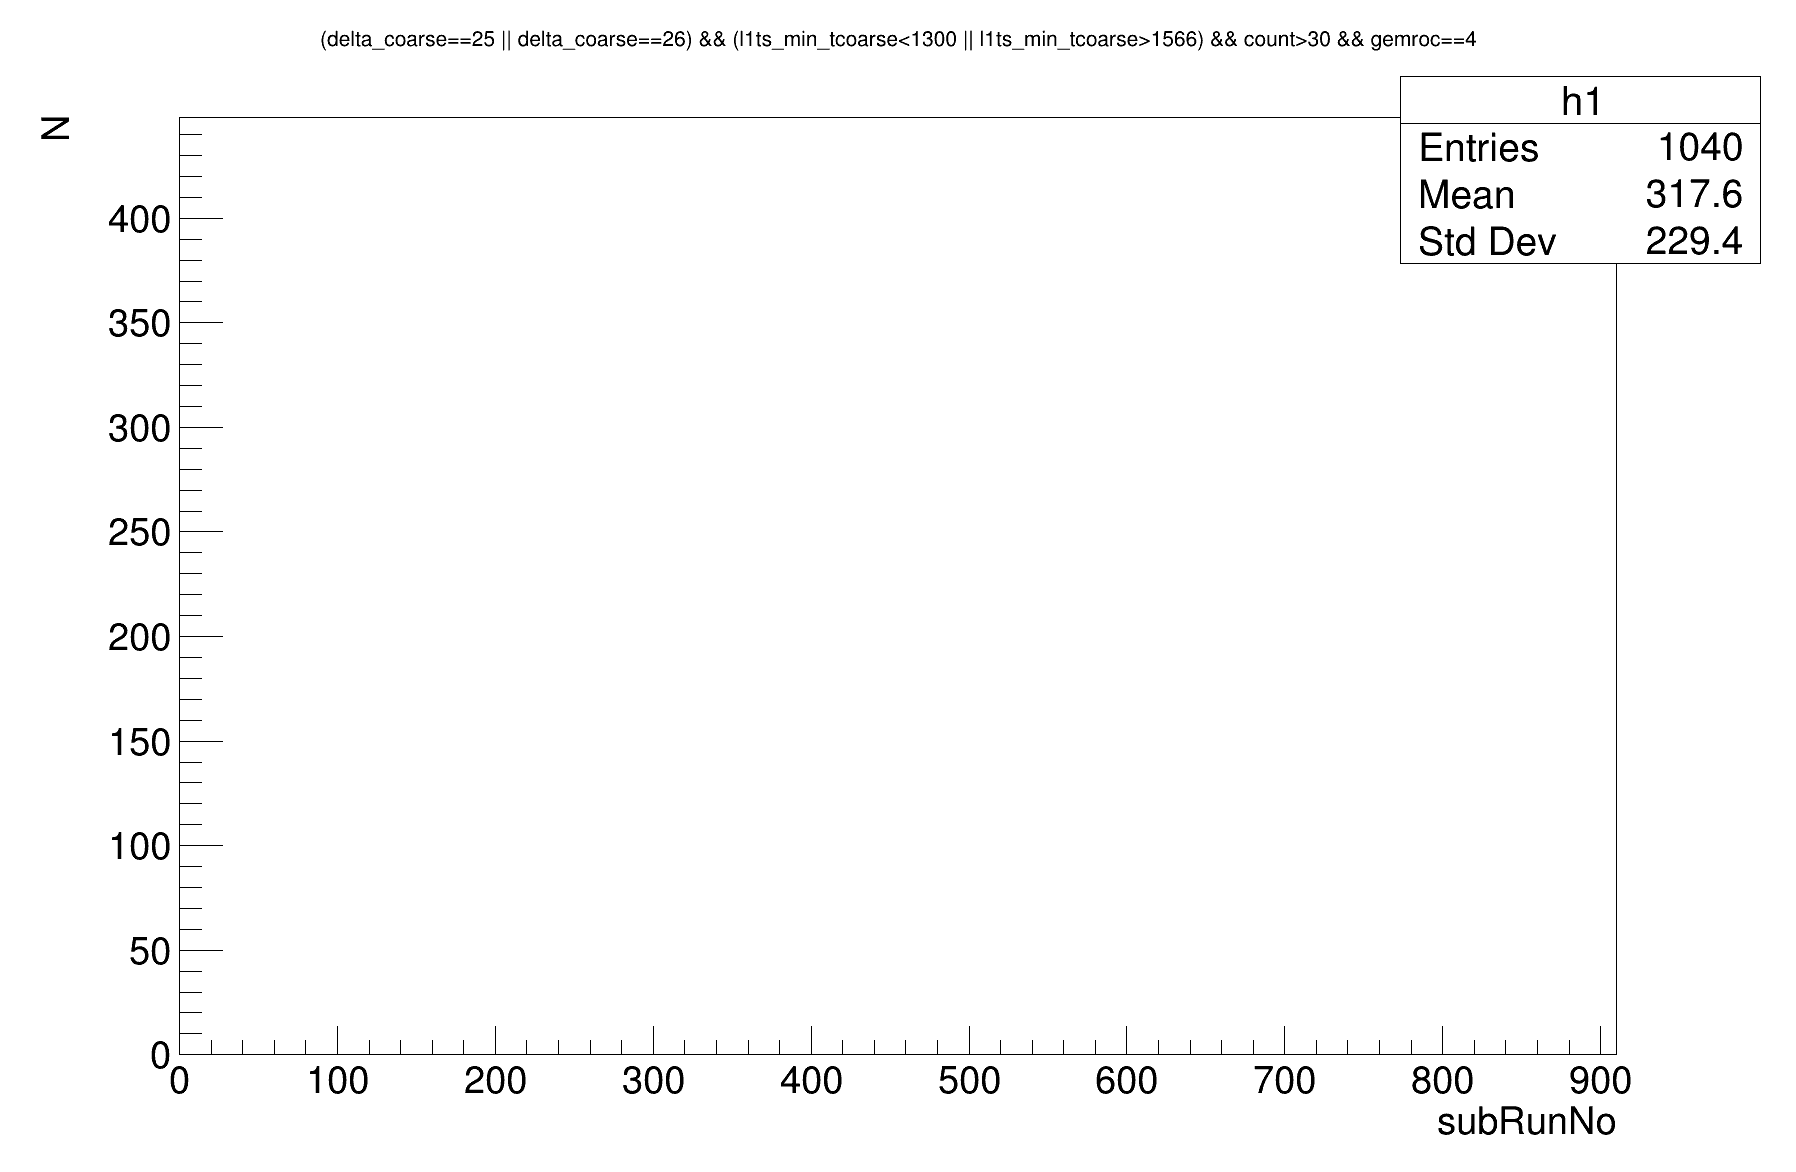 (delta_coarse==25 || delta_coarse==26) && (l1ts_min_tcoarse<1300 || l1ts_min_tcoarse>1566) && count>30 && gemroc==4
h1
Entries 1040
Mean 317.6
Std Dev 229.4
N
400
350
300
250
200
150
100
50
0
0 100 200 300 400 500 600 700 800 900
subRunNo